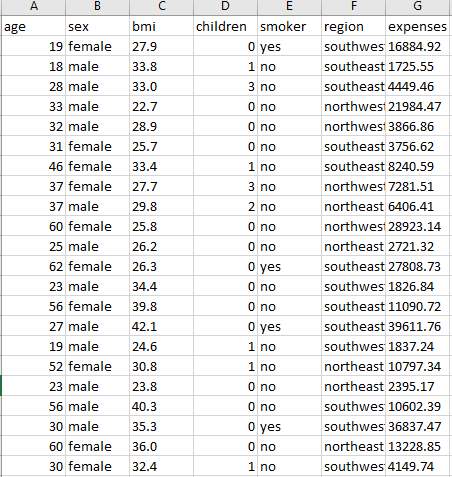 A B C D E F G
age sex bmi children smoker region expenses
19 female 27.9 0 yes southwes 16884.92
18 male 33.8 1 no southeast 1725.55
28 male 33.0 3 no southeast 4449.46
33 male 22.7 0 no northwes 21984.47
32 male 28.9 0 no northwes 3866.86
31 female 25.7 0 no southeast 3756.62
46 female 33.4 1 no southeast 8240.59
37 female 27.7 3 no northwes 7281.51
37 male 29.8 2 no northeast 6406.41
60 female 25.8 0 no northwes 28923.14
25 male 26.2 0 no northeast 2721.32
62 female 26.3 0 yes southeast 27808.73
23 male 34.4 0 no southwes 1826.84
56 female 39.8 0 no southeast 11090.72
27 male 42.1 0 yes southeast 39611.76
19 male 24.6 1 no southwes 1837.24
52 female 30.8 1 no northeast 10797.34
23 male 23.8 0 no northeast 2395.17
56 male 40.3 0 no southwes 10602.39
30 male 35.3 0 yes southwes 36837.47
60 female 36.0 0 no northeast 13228.85
30 female 32.4 1 no southwes 4149.74